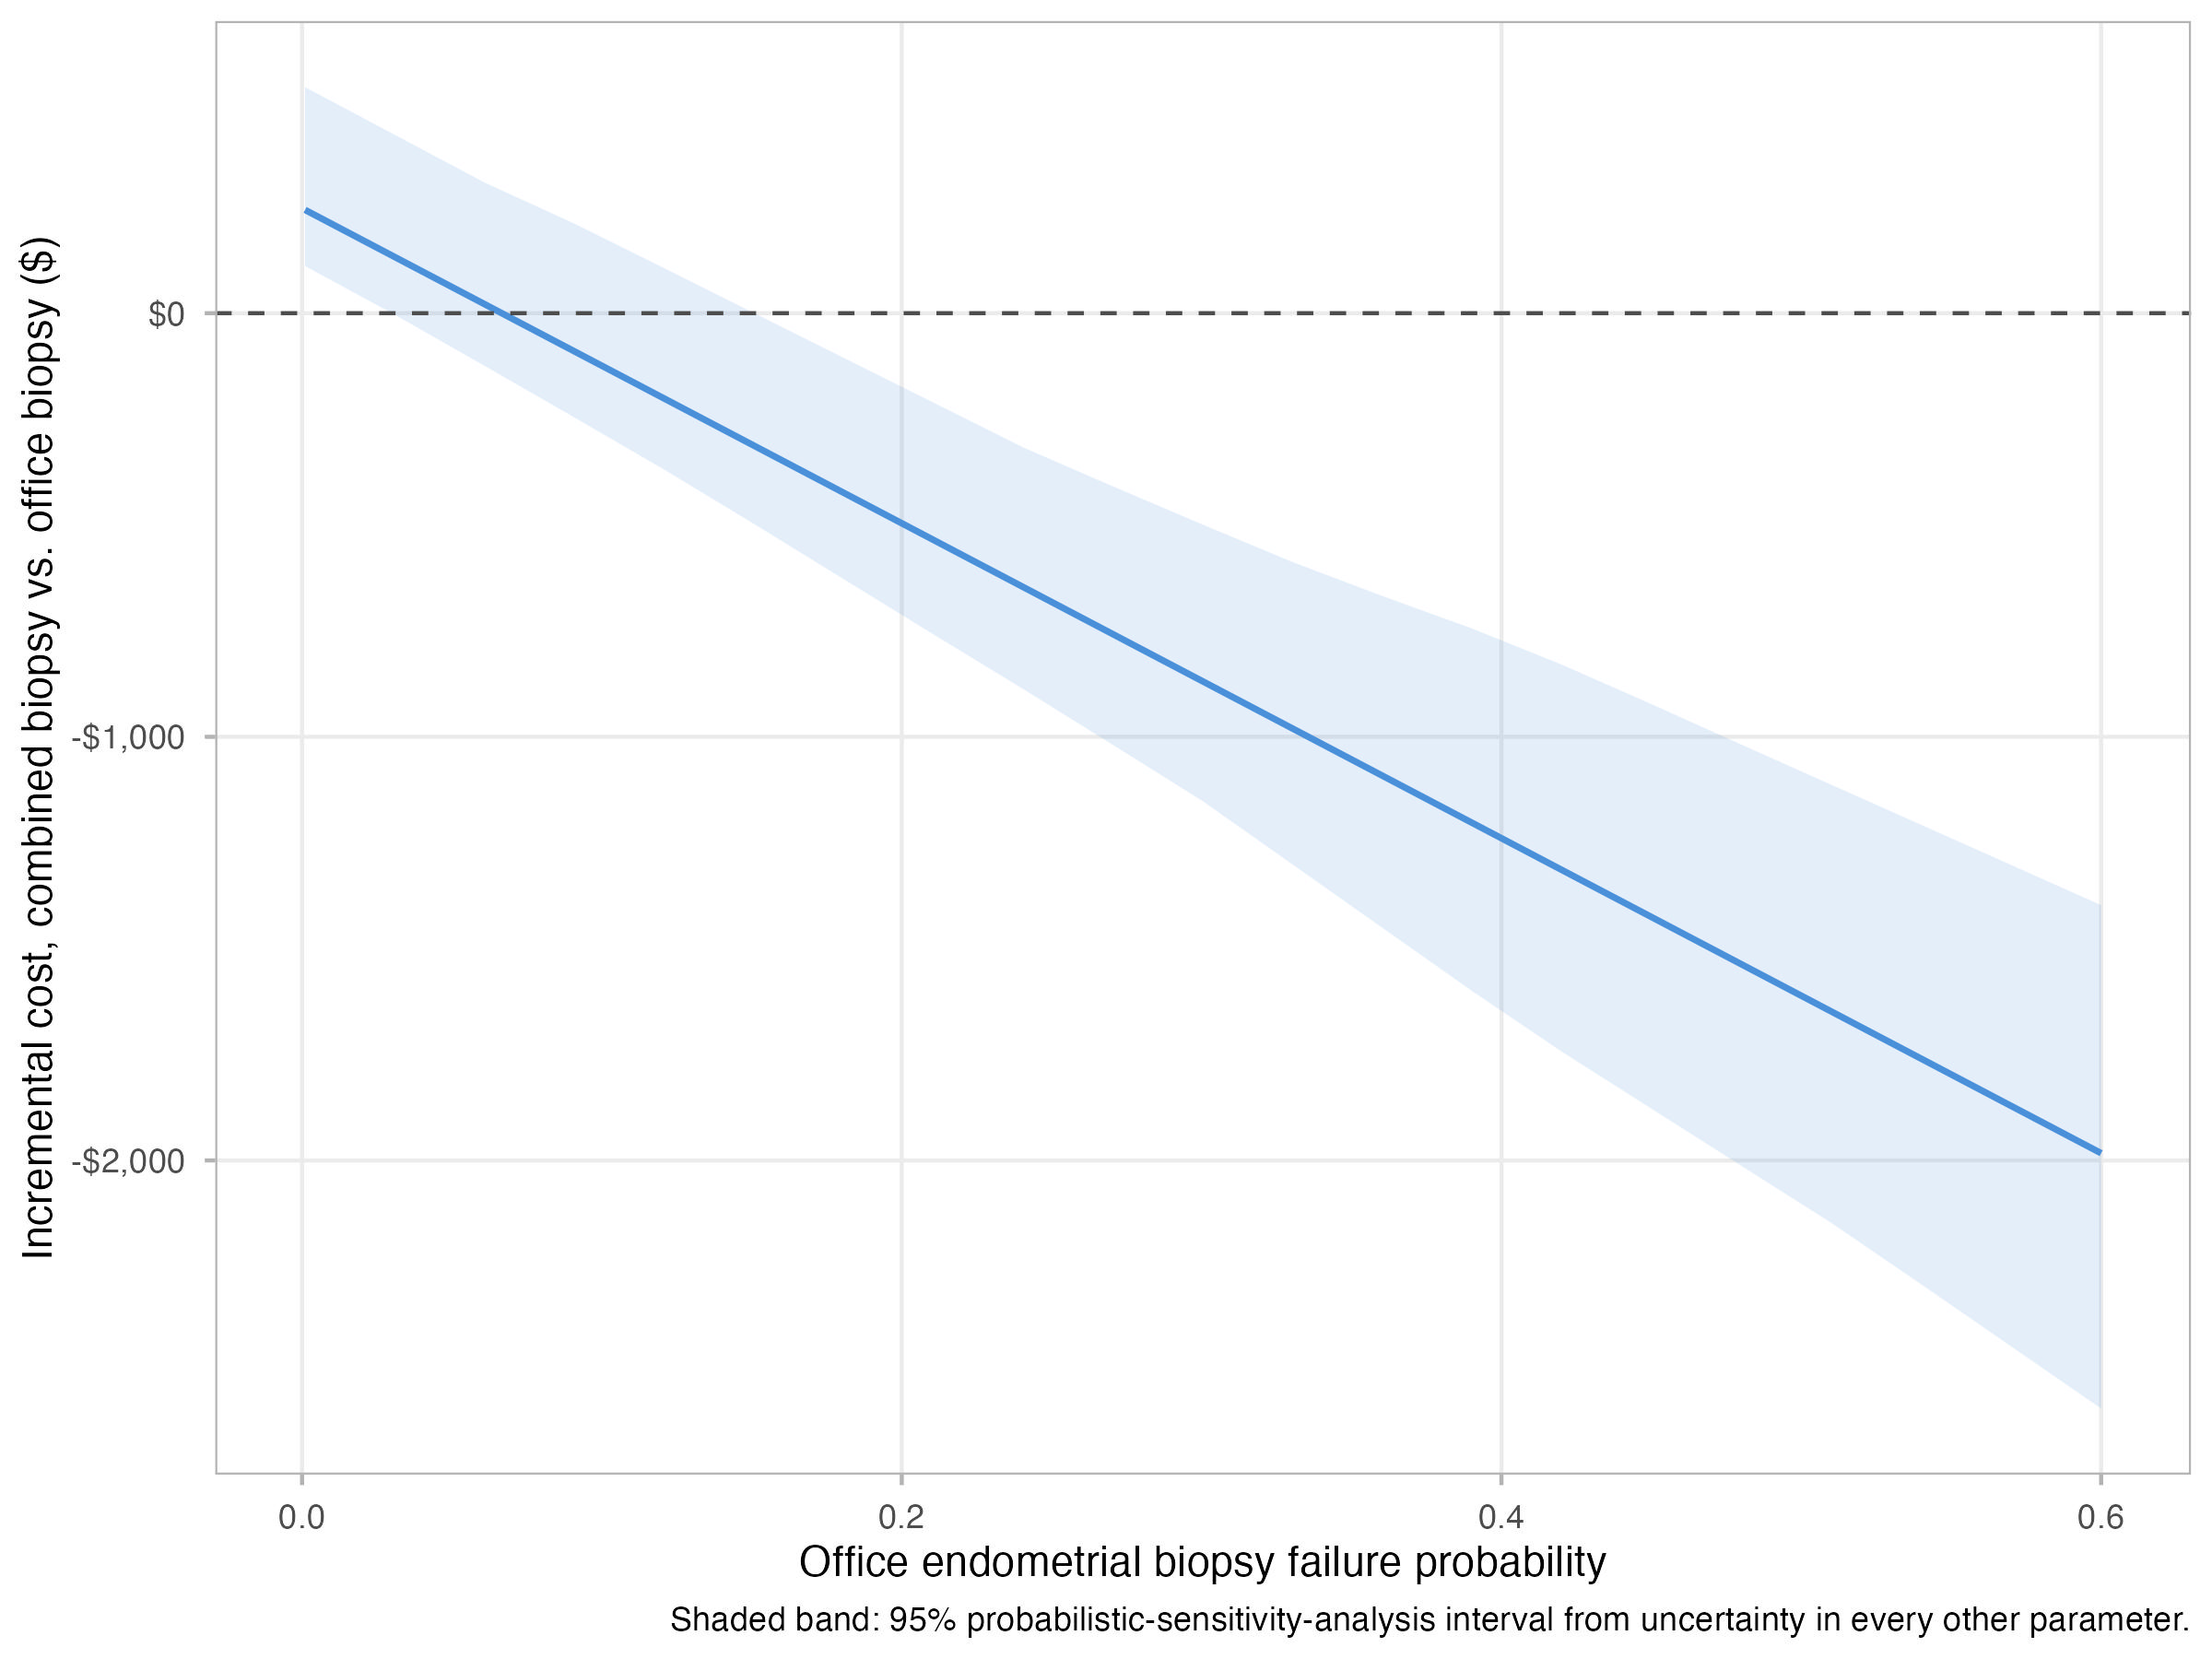 Incremental cost, combined biopsy vs. office biopsy ($)
$0
-$1,000
-$2,000
0.0 0.2 0.4 0.6
Office endometrial biopsy failure probability
Shaded band: 95% probabilistic-sensitivity-analysis interval from uncertainty in every other parameter.